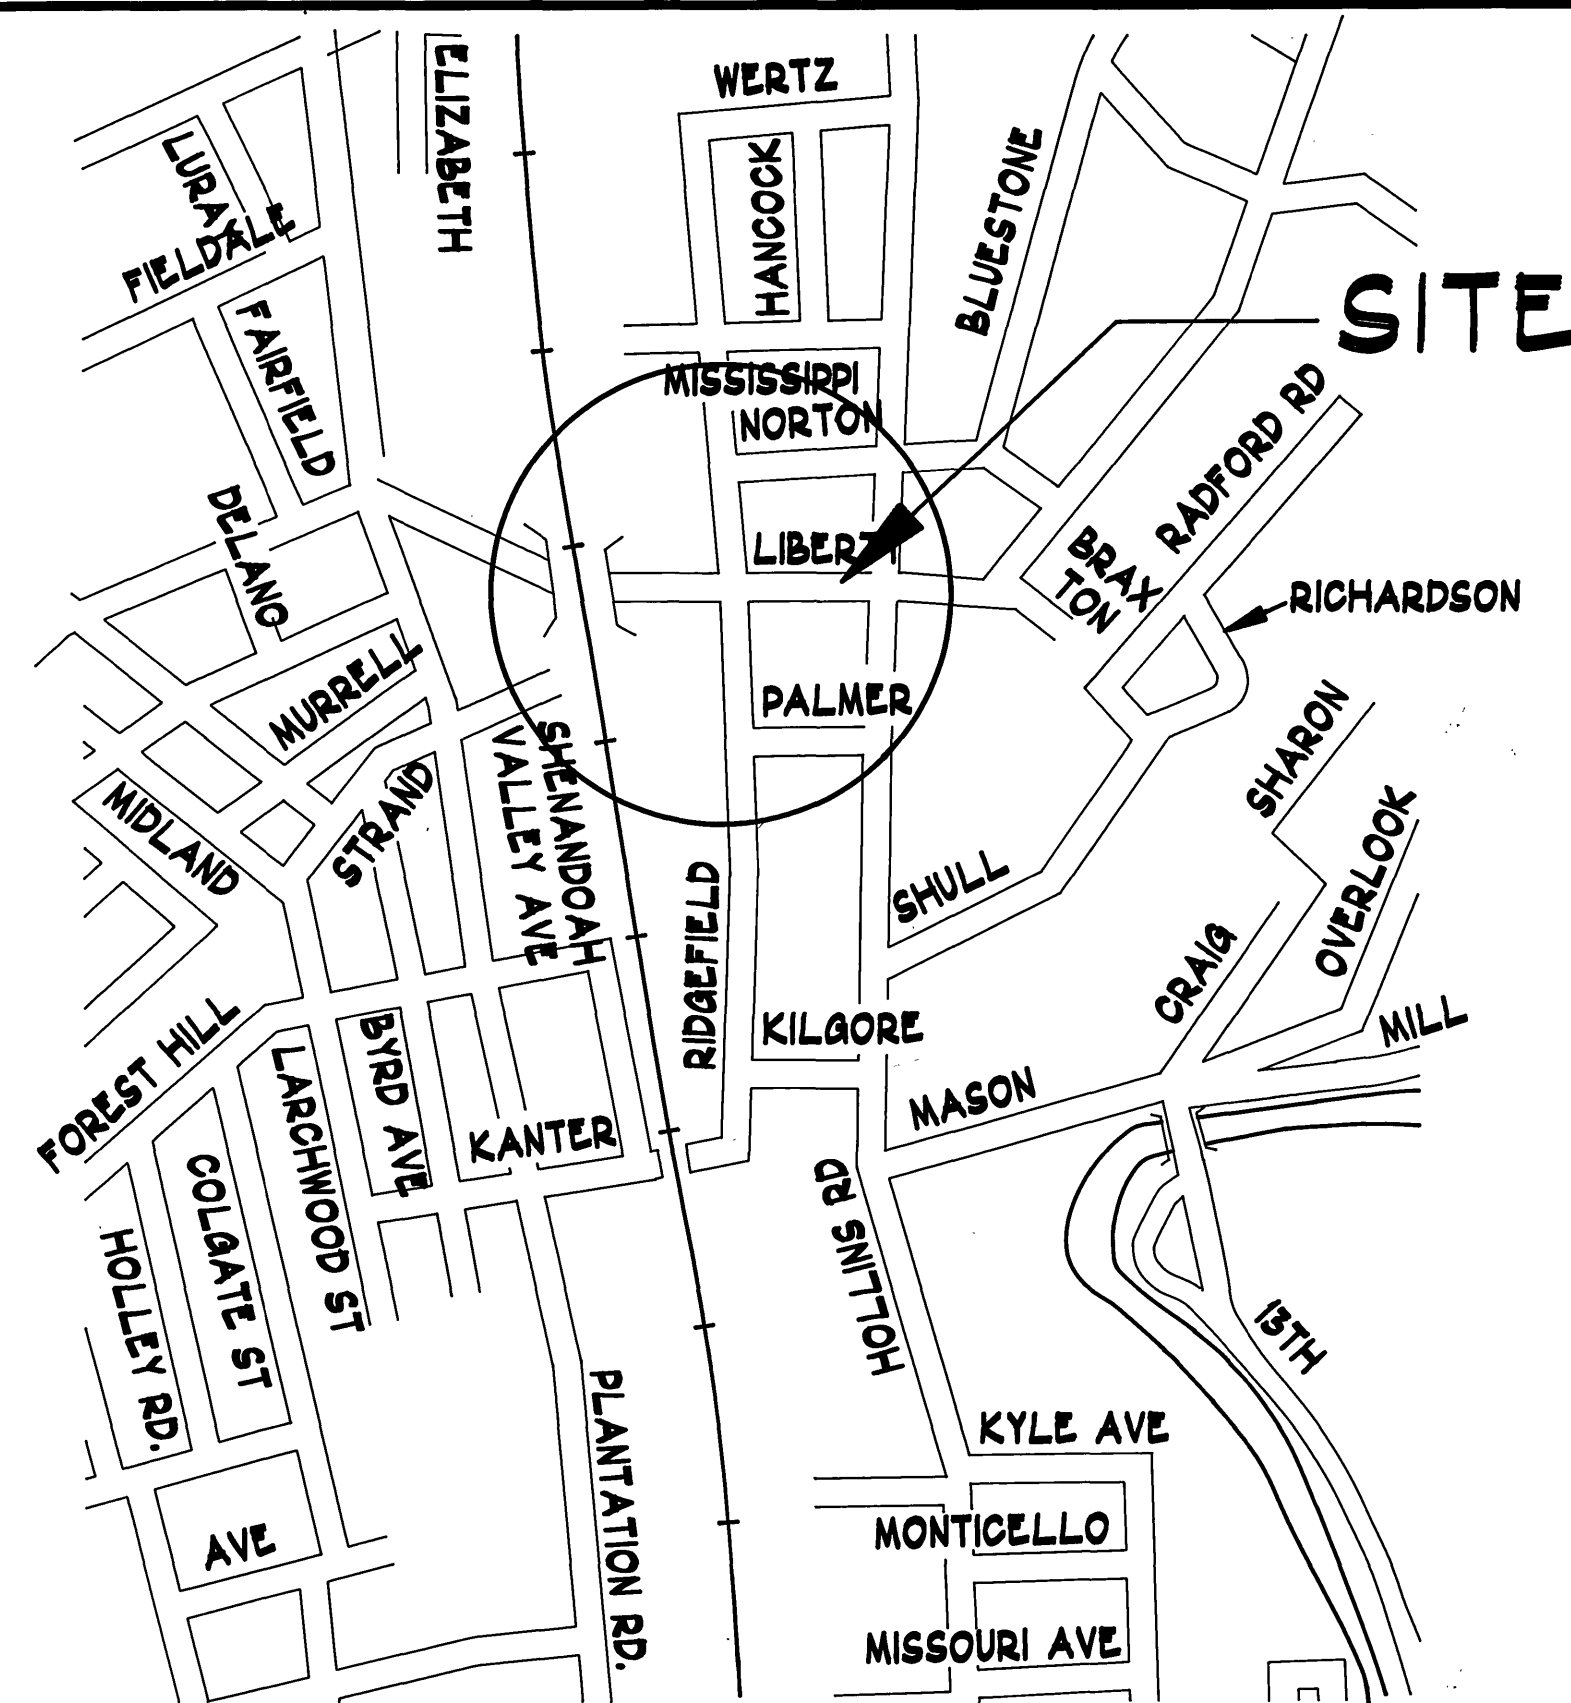 ELIZABETH
WERTZ
LURAY
HANCOCK
BLUESTONE
FIELDALE
SITE
FAIRFIELD
MISSISSIPPI
NORTON
RADFORD RD
DELANO
LIBERTY
BRAX
TON
RICHARDSON
MURRELL
PALMER
SHARON
SHENANDOAH
VALLEY AVE
MIDLAND
STRAND
OVERLOOK
SHULL
RIDGEFIELD
CRAIG
FOREST HILL
KILGORE
MILL
BYRD AVE
LARCHWOOD ST
MASON
KANTER
COLGATE ST
HOLLINS RD
HOLLEY RD.
13TH
PLANTATION RD.
KYLE AVE
AVE
MONTICELLO
MISSOURI AVE